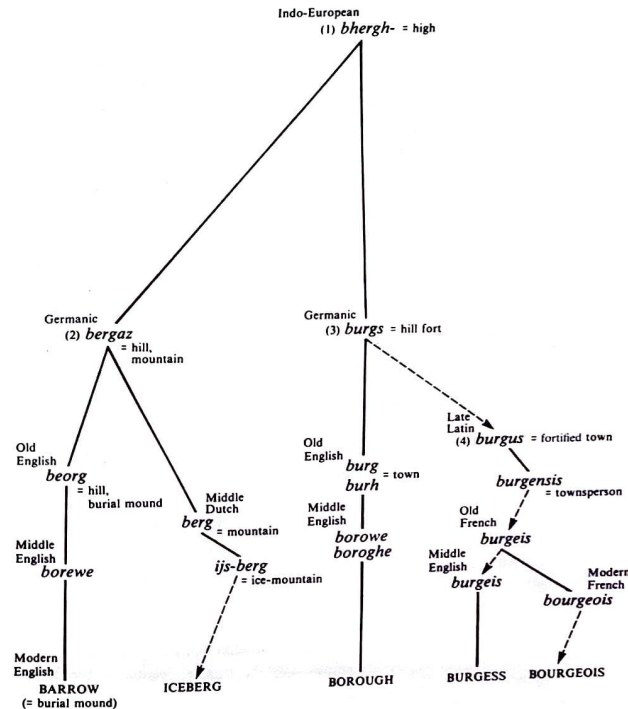 Indo-European
(1) bhergh- = high
Germanic
(2) bergaz
= hill,
mountain
Germanic
(3) burgs = hill fort
Late
Latin
(4) burgus = fortified town
Old
English
beorg
= hill,
burial mound
Middle
Dutch
berg
= mountain
Old
English
burg
burh
= town
burgensis
= townsperson
Middle
English
borewe
ijs-berg
= ice-mountain
Middle
English
borowe
boroghe
Old
French
burgeis
Middle
English
burgeis
Modern
French
bourgeois
Modern
English
BARROW
(= burial mound)
ICEBERG
BOROUGH
BURGESS
BOURGEOIS